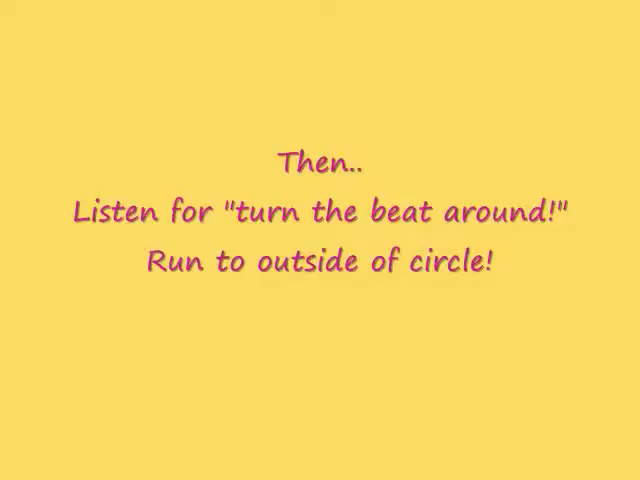 Then..
Listen for "turn the beat around!"
Run to outside of circle!